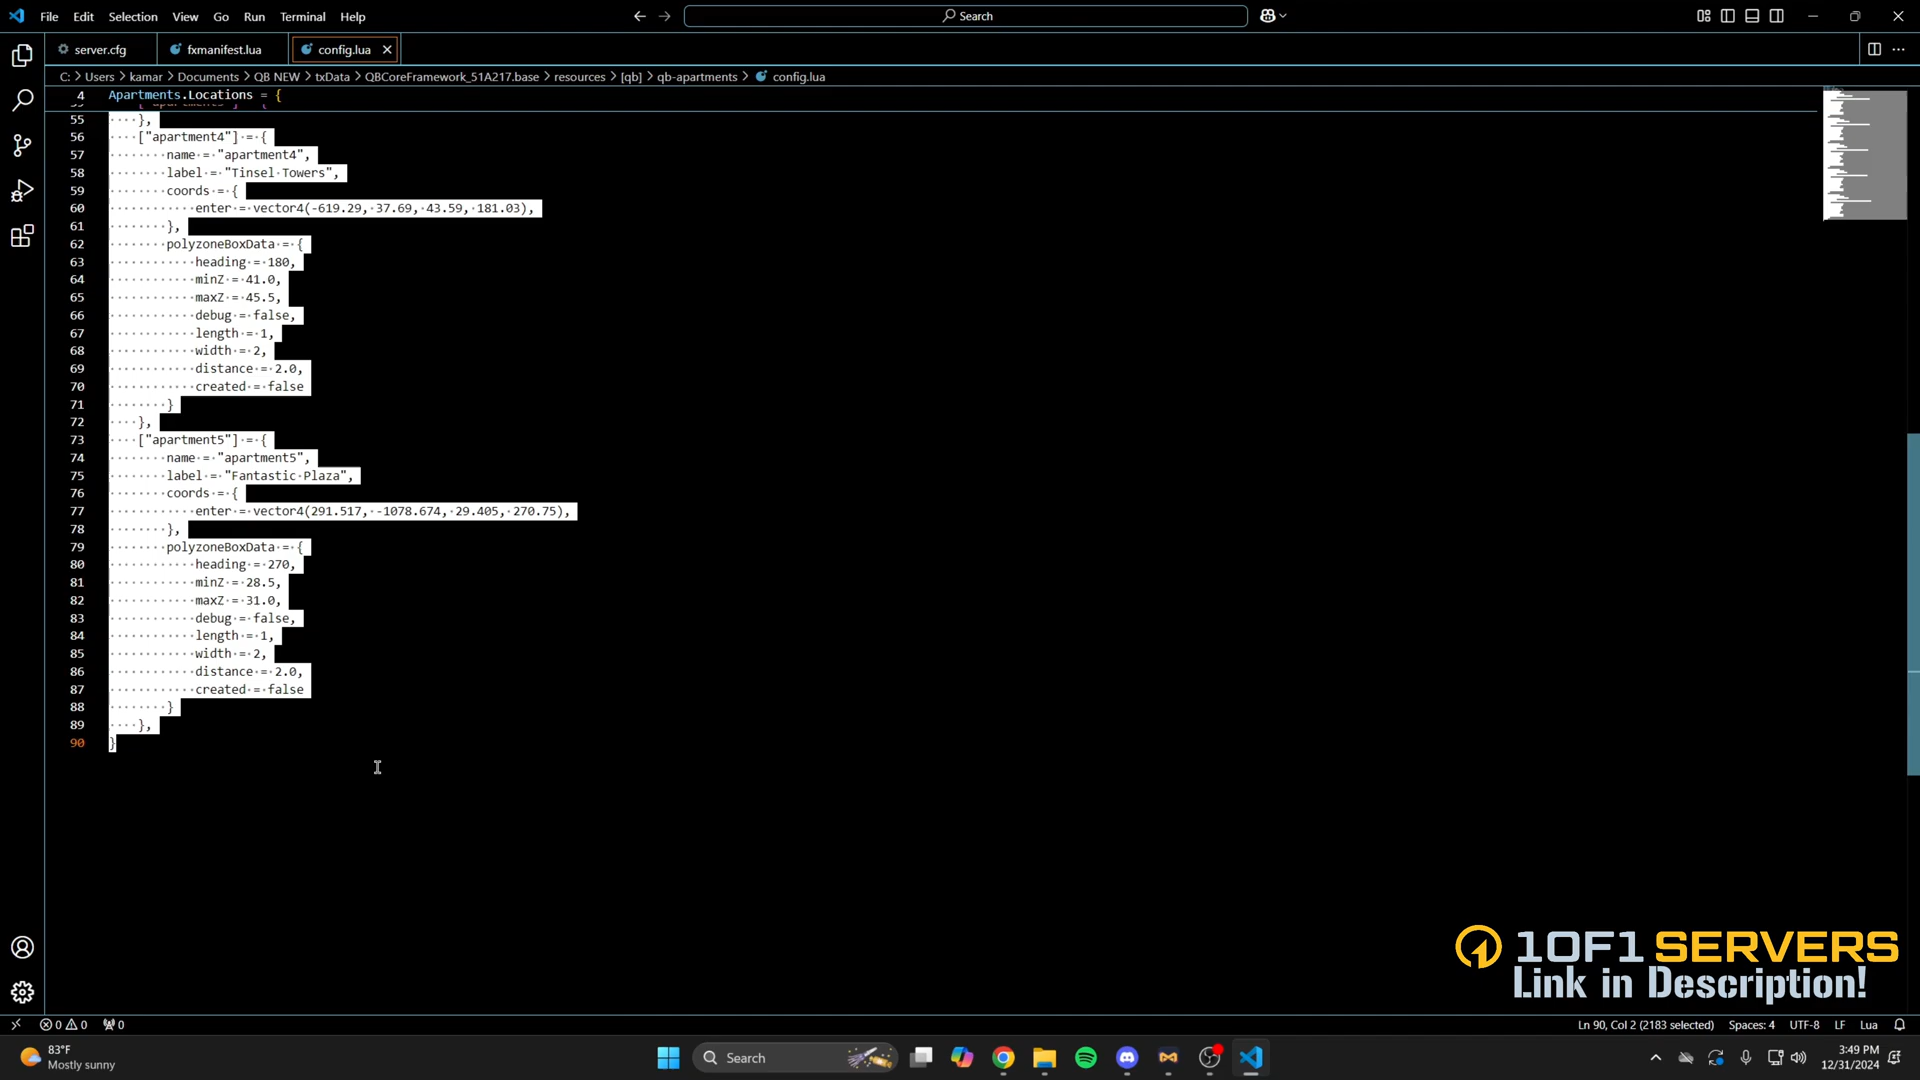 File Edit Selection View Go Run Terminal Help
Search
server.cfg fxmanifest.lua config.lua
C: > Users > kamar > Documents > QB NEW > txData > QBCoreFramework_51A217.base > resources > [qb] > qb-apartments > config.lua
4 Apartments.Locations = {
55 },
56 ["apartment4"] = {
57 name = "apartment4",
58 label = "Tinsel Towers",
59 coords = {
60 enter = vector4(-619.29, 37.69, 43.59, 181.03),
61 },
62 polyzoneBoxData = {
63 heading = 180,
64 minZ = 41.0,
65 maxZ = 45.5,
66 debug = false,
67 length = 1,
68 width = 2,
69 distance = 2.0,
70 created = false
71 }
72 },
73 ["apartment5"] = {
74 name = "apartment5",
75 label = "Fantastic Plaza",
76 coords = {
77 enter = vector4(291.517, -1078.674, 29.405, 270.75),
78 },
79 polyzoneBoxData = {
80 heading = 270,
81 minZ = 28.5,
82 maxZ = 31.0,
83 debug = false,
84 length = 1,
85 width = 2,
86 distance = 2.0,
87 created = false
88 }
89 },
90 }
1OF1 SERVERS
Link in Description!
0 0 0
Ln 90, Col 2 (2183 selected) Spaces: 4 UTF-8 LF Lua
83°F
Mostly sunny
Search
3:49 PM
12/31/2024